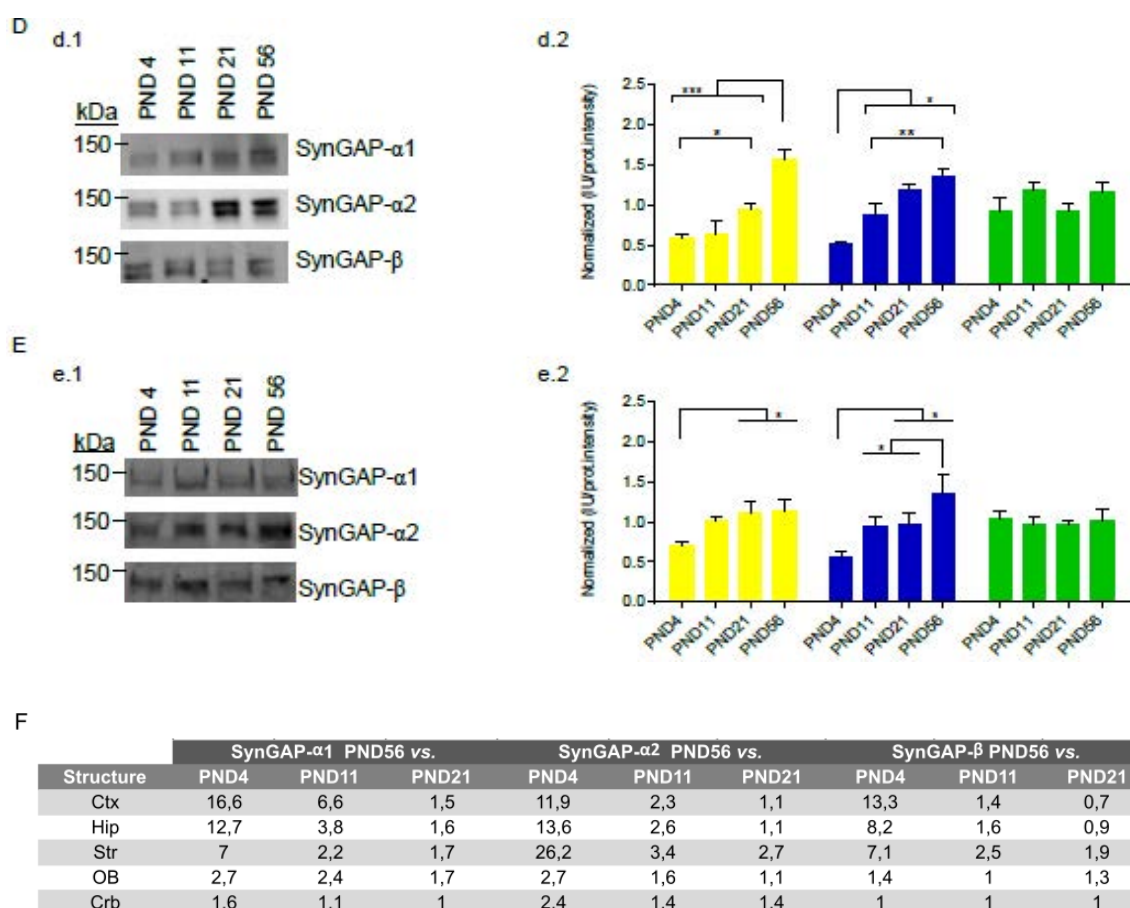 D
d.1
PND 4 PND 11 PND 21 PND 56
kDa
150 SynGAP-α1
150 SynGAP-α2
150 SynGAP-β
d.2
Normalized (IU/prot.intensity)
2.5
2.0
1.5
1.0
0.5
0.0
*** * * **
PND4 PND11 PND21 PND56 PND4 PND11 PND21 PND56 PND4 PND11 PND21 PND56
E
e.1
PND 4 PND 11 PND 21 PND 56
kDa
150 SynGAP-α1
150 SynGAP-α2
150 SynGAP-β
e.2
Normalized (IU/prot.intensity)
2.5
2.0
1.5
1.0
0.5
0.0
* * *
PND4 PND11 PND21 PND56 PND4 PND11 PND21 PND56 PND4 PND11 PND21 PND56
F
SynGAP-α1 PND56 vs. SynGAP-α2 PND56 vs. SynGAP-β PND56 vs.
Structure PND4 PND11 PND21 PND4 PND11 PND21 PND4 PND11 PND21
Ctx 16,6 6,6 1,5 11,9 2,3 1,1 13,3 1,4 0,7
Hip 12,7 3,8 1,6 13,6 2,6 1,1 8,2 1,6 0,9
Str 7 2,2 1,7 26,2 3,4 2,7 7,1 2,5 1,9
OB 2,7 2,4 1,7 2,7 1,6 1,1 1,4 1 1,3
Crb 1,6 1,1 1 2,4 1,4 1,4 1 1 1